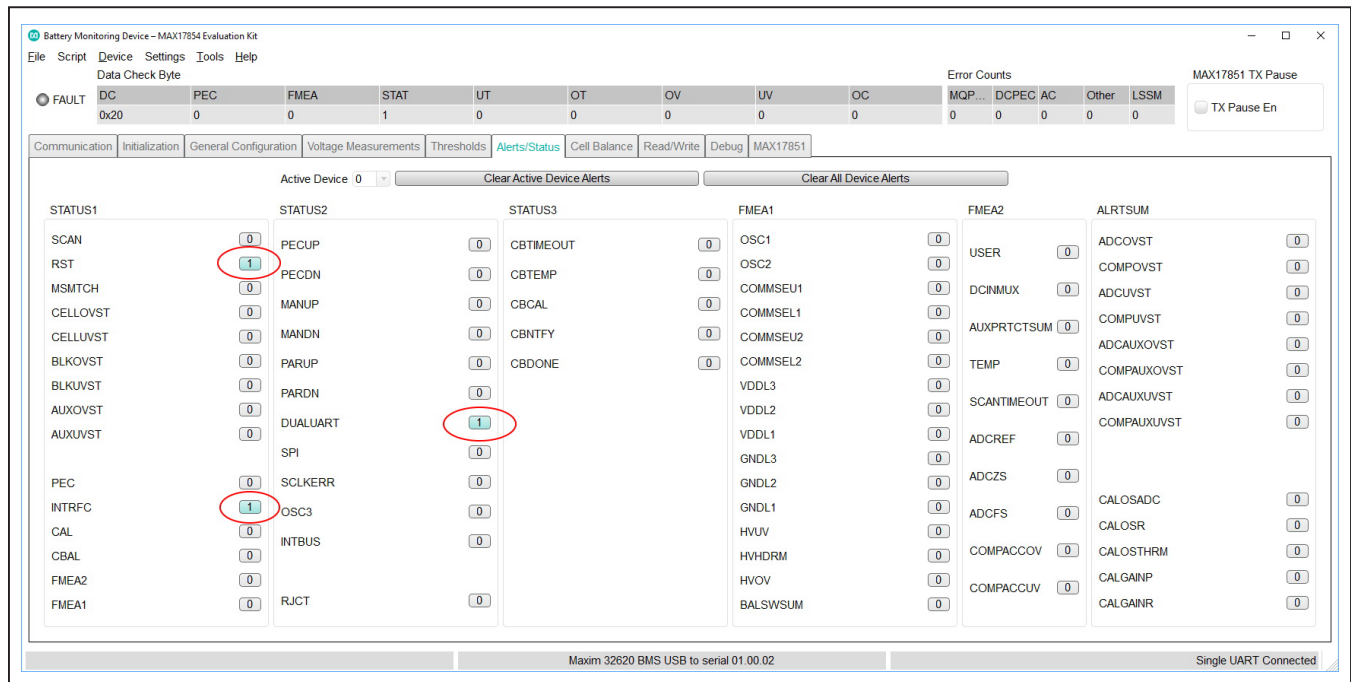 Battery Monitoring Device – MAX17854 Evaluation Kit
File Script Device Settings Tools Help
Data Check Byte Error Counts MAX17851 TX Pause
FAULT DC PEC FMEA STAT UT OT OV UV OC MQP... DCPEC AC Other LSSM
0x20 0 0 1 0 0 0 0 0 0 0 0 0 0
TX Pause En
Communication Initialization General Configuration Voltage Measurements Thresholds Alerts/Status Cell Balance Read/Write Debug MAX17851
Active Device 0 Clear Active Device Alerts Clear All Device Alerts
STATUS1
SCAN 0
RST 1
MSMTCH 0
CELLOVST 0
CELLUVST 0
BLKOVST 0
BLKUVST 0
AUXOVST 0
AUXUVST 0
PEC 0
INTRFC 1
CAL 0
CBAL 0
FMEA2 0
FMEA1 0
STATUS2
PECUP 0
PECDN 0
MANUP 0
MANDN 0
PARUP 0
PARDN 0
DUALUART 1
SPI 0
SCLKERR 0
OSC3 0
INTBUS 0
RJCT 0
STATUS3
CBTIMEOUT 0
CBTEMP 0
CBCAL 0
CBNTFY 0
CBDONE 0
FMEA1
OSC1 0
OSC2 0
COMMSEU1 0
COMMSEL1 0
COMMSEU2 0
COMMSEL2 0
VDDL3 0
VDDL2 0
VDDL1 0
GNDL3 0
GNDL2 0
GNDL1 0
HVUV 0
HVHDRM 0
HVOV 0
BALSWSUM 0
FMEA2
USER 0
DCINMUX 0
AUXPRTCTSUM 0
TEMP 0
SCANTIMEOUT 0
ADCREF 0
ADCZS 0
ADCFS 0
COMPACCOV 0
COMPACCUV 0
ALRTSUM
ADCOVST 0
COMPOVST 0
ADCUVST 0
COMPUVST 0
ADCAUXOVST 0
COMPAUXOVST 0
ADCAUXUVST 0
COMPAUXUVST 0
CALOSADC 0
CALOSR 0
CALOSTHRM 0
CALGAINP 0
CALGAINR 0
Maxim 32620 BMS USB to serial 01.00.02 Single UART Connected